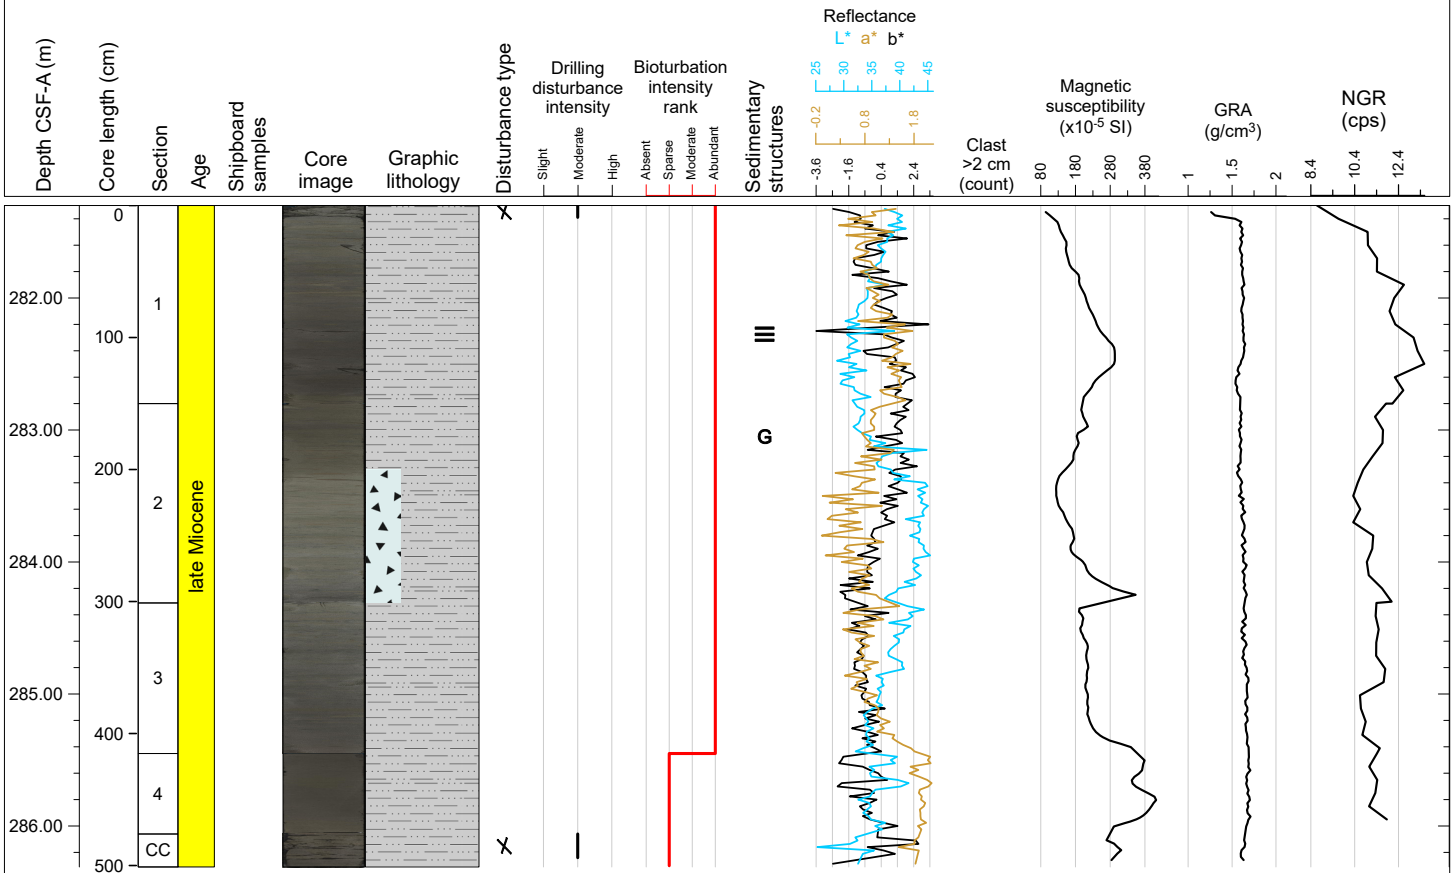 Depth CSF-A (m)
Core length (cm)
Section
Age
Shipboard
samples
Core
image
Graphic
lithology
Disturbance type
Drilling
disturbance
intensity
Slight
Moderate
High
Bioturbation
intensity
rank
Absent
Sparse
Moderate
Abundant
Sedimentary
structures
Reflectance
L* a* b*
25 30 35 40 45
-0.2 0.8 1.8
-3.6 -1.6 0.4 2.4
Clast
>2 cm
(count)
Magnetic
susceptibility
(x10-5 SI)
80 180 280 380
GRA
(g/cm3)
1 1.5 2
NGR
(cps)
8.4 10.4 12.4
0
282.00
1
100
283.00
G
200
2
late Miocene
284.00
300
3
285.00
400
4
286.00
CC
500